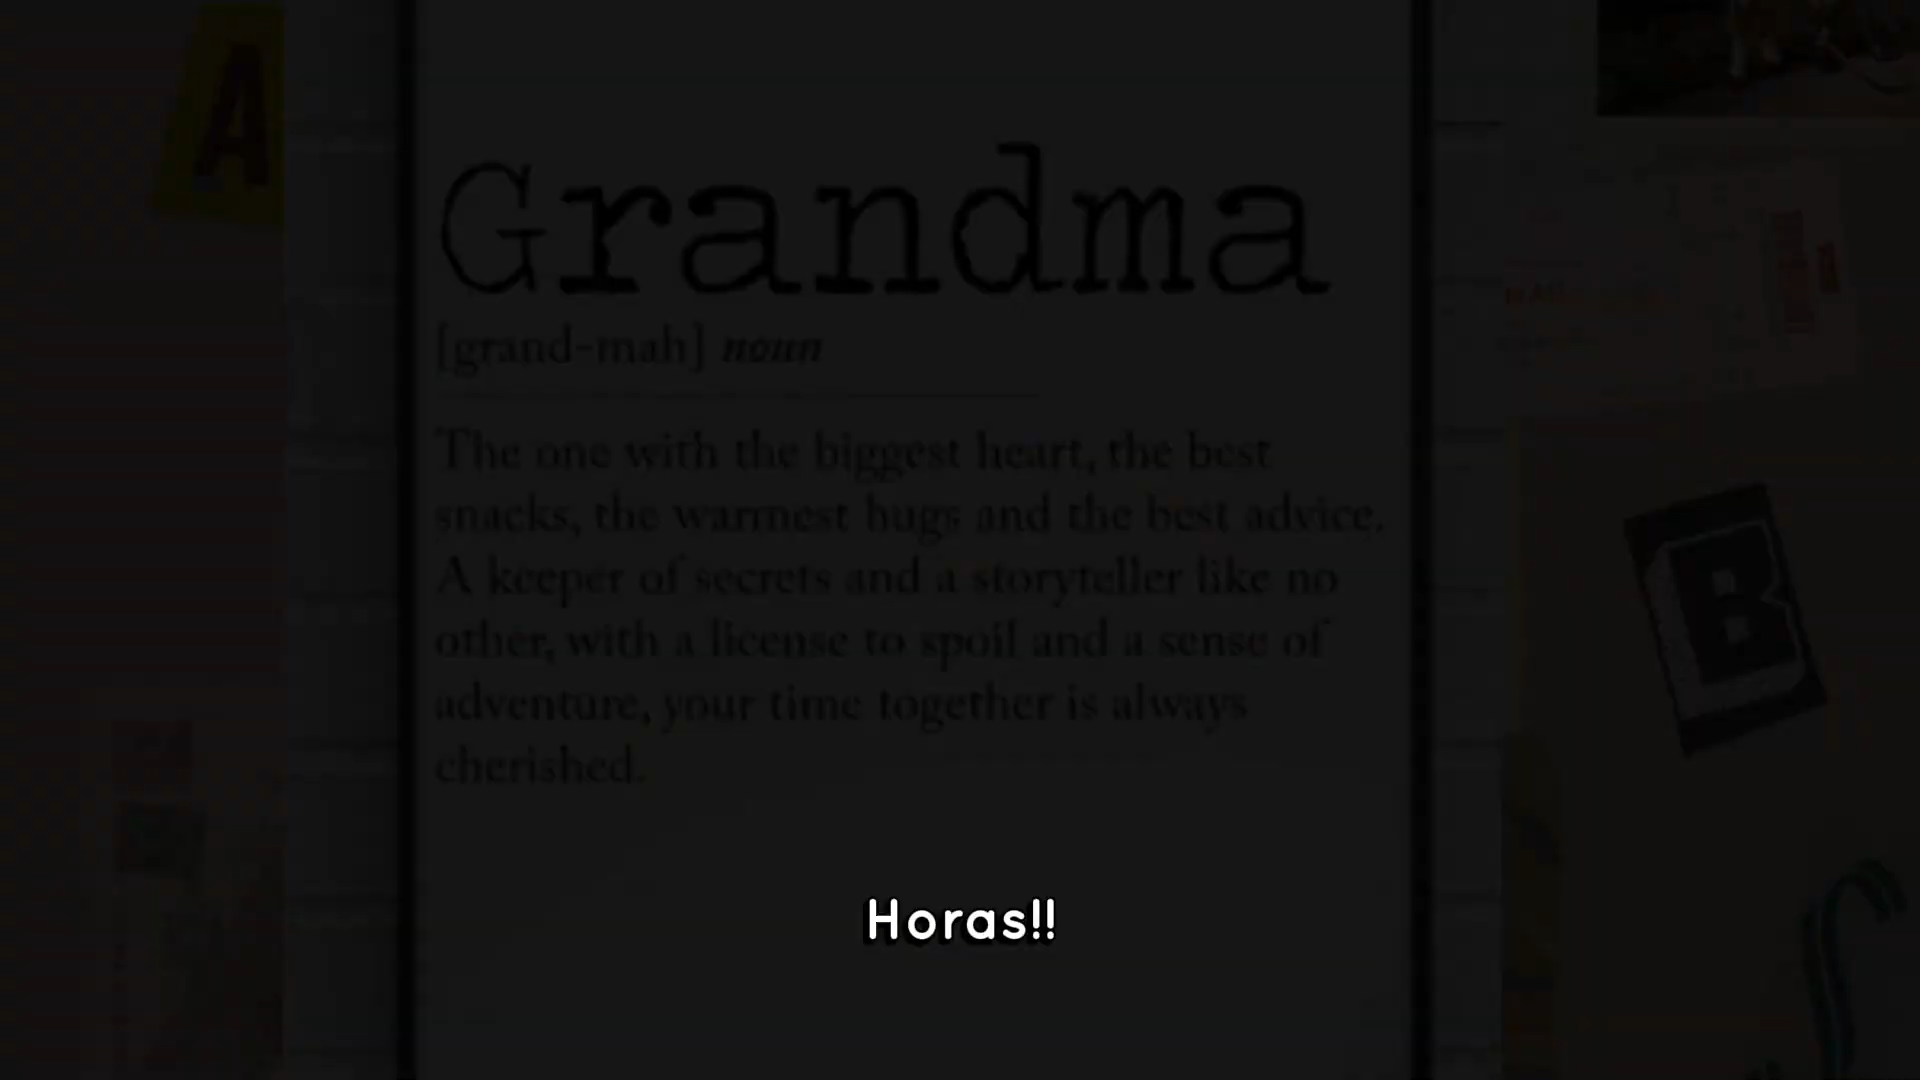 A
Grandma
[grand-mah] noun
The one with the biggest heart, the best
snacks, the warmest hugs and the best advice.
A keeper of secrets and a storyteller like no
other, with a license to spoil and a sense of
adventure, your time together is always
cherished.
B
Horas!!